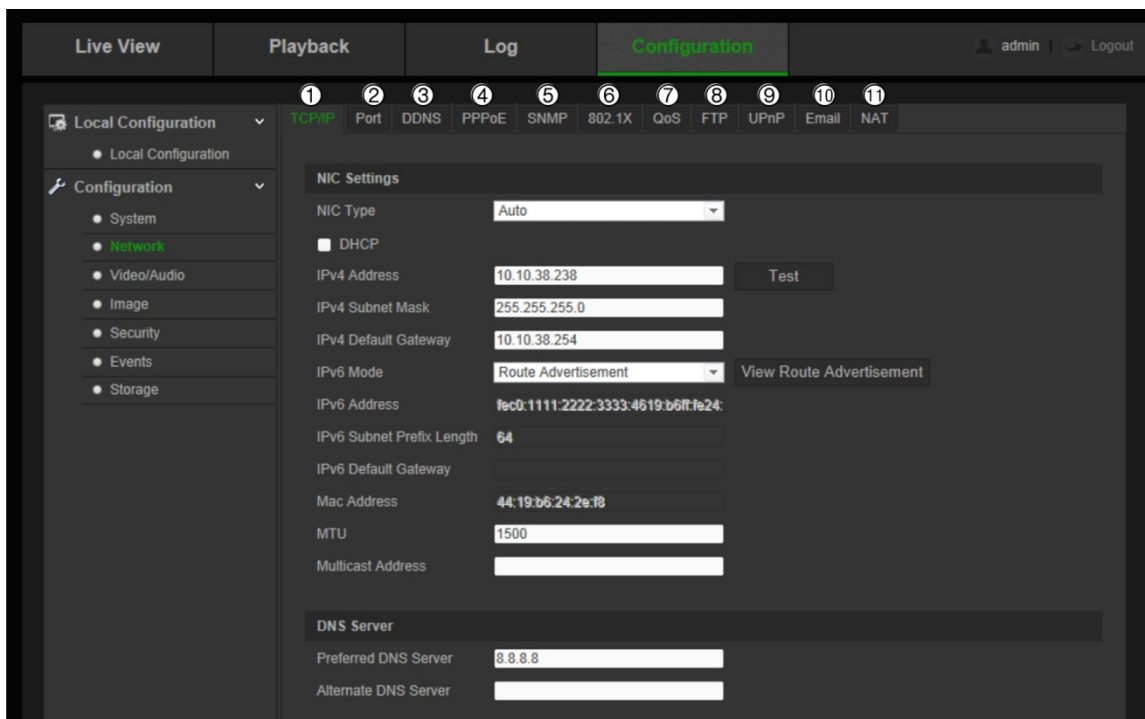 Live View Playback Log Configuration admin | Logout
① ② ③ ④ ⑤ ⑥ ⑦ ⑧ ⑨ ⑩ ⑪
Local Configuration
Local Configuration
Configuration
System
Network
Video/Audio
Image
Security
Events
Storage
TCP/IP Port DDNS PPPoE SNMP 802.1X QoS FTP UPnP Email NAT
NIC Settings
NIC Type Auto
DHCP
IPv4 Address 10.10.38.238 Test
IPv4 Subnet Mask 255.255.255.0
IPv4 Default Gateway 10.10.38.254
IPv6 Mode Route Advertisement View Route Advertisement
IPv6 Address fec0:1111:2222:3333:4619:b6ff:fe24:
IPv6 Subnet Prefix Length 64
IPv6 Default Gateway
Mac Address 44:19:b6:24:2e:f8
MTU 1500
Multicast Address
DNS Server
Preferred DNS Server 8.8.8.8
Alternate DNS Server